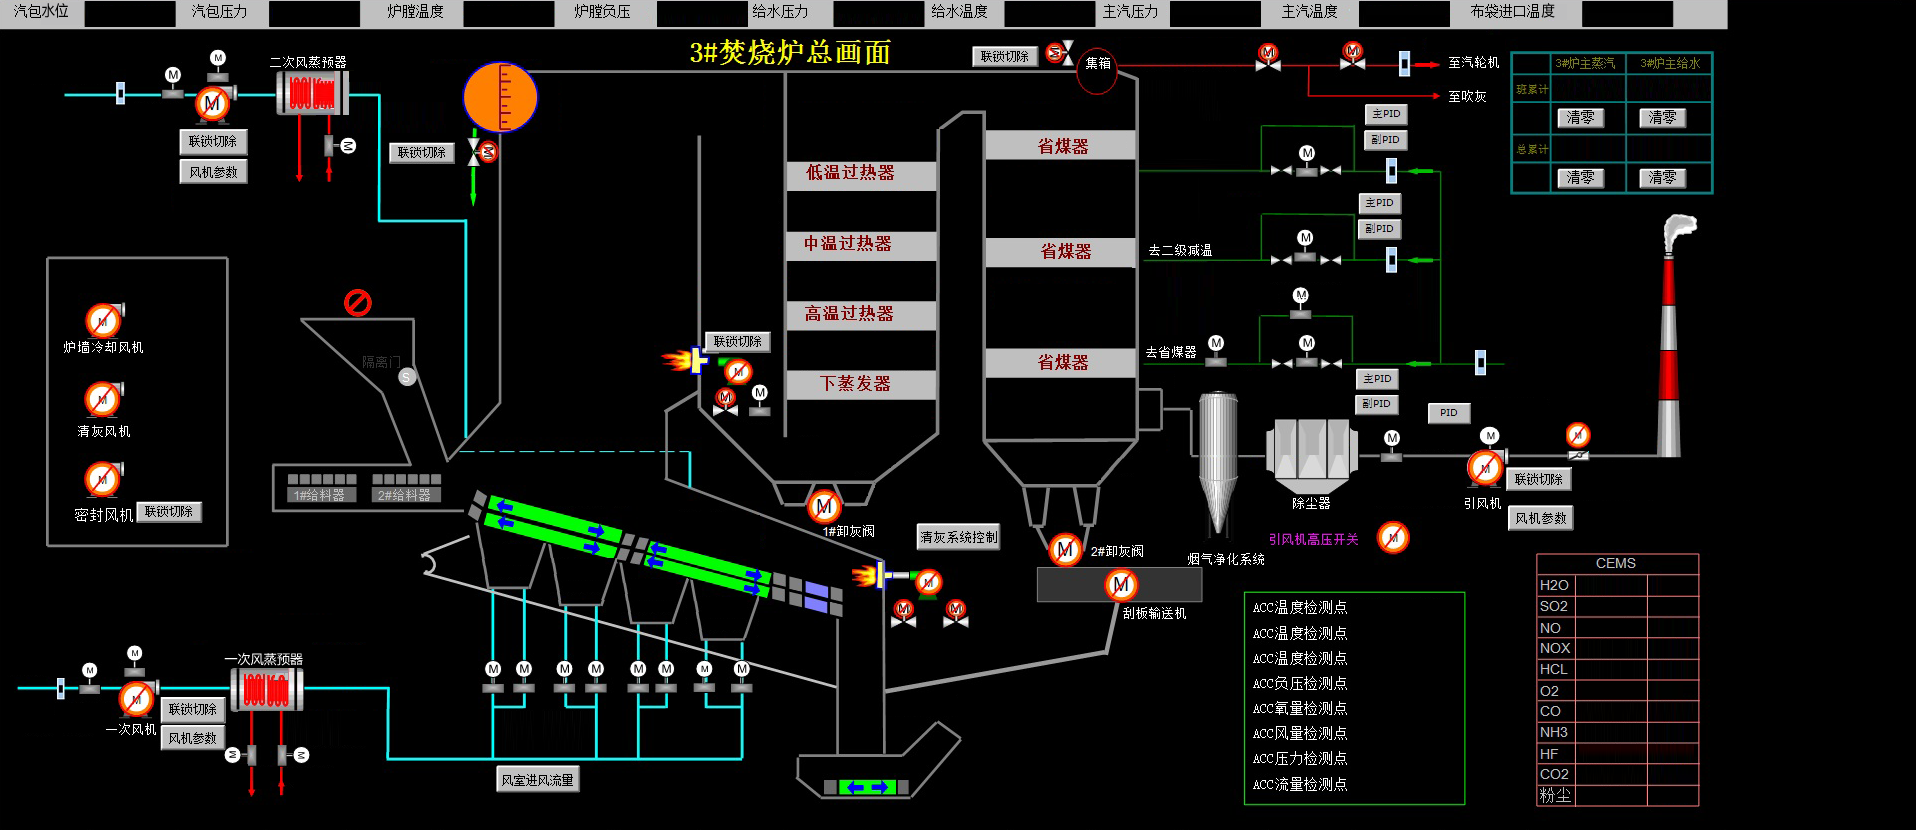 汽包水位 汽包压力 炉膛温度 炉膛负压 给水压力 给水温度 主汽压力 主汽温度 布袋进口温度
3#焚烧炉总画面
联锁切除
集箱
至汽轮机
至吹灰
3#炉主蒸汽 3#炉主给水
班累计
清零 清零
总累计
清零 清零
二次风蒸预器
M
M
M
联锁切除
风机参数
M
联锁切除
M
低温过热器
中温过热器
高温过热器
下蒸发器
省煤器
省煤器
省煤器
主PID
副PID
M
主PID
副PID
M
去二级减温
M
去省煤器
M
M
主PID
副PID
PID
M
炉墙冷却风机
M
清灰风机
M
密封风机
联锁切除
隔离门
S
1#给料器 2#给料器
联锁切除
M
M
M
M
1#卸灰阀
清灰系统控制
M
2#卸灰阀
M
刮板输送机
烟气净化系统
除尘器
M
M
M
引风机
联锁切除
风机参数
M
引风机高压开关
M
M
M
M
CEMS
H2O
SO2
NO
NOX
HCL
O2
CO
NH3
HF
CO2
粉尘
ACC温度检测点
ACC温度检测点
ACC温度检测点
ACC负压检测点
ACC氧量检测点
ACC风量检测点
ACC压力检测点
ACC流量检测点
一次风蒸预器
M
M
M
一次风机
联锁切除
风机参数
M
M
M M M M M M M M
风室进风流量